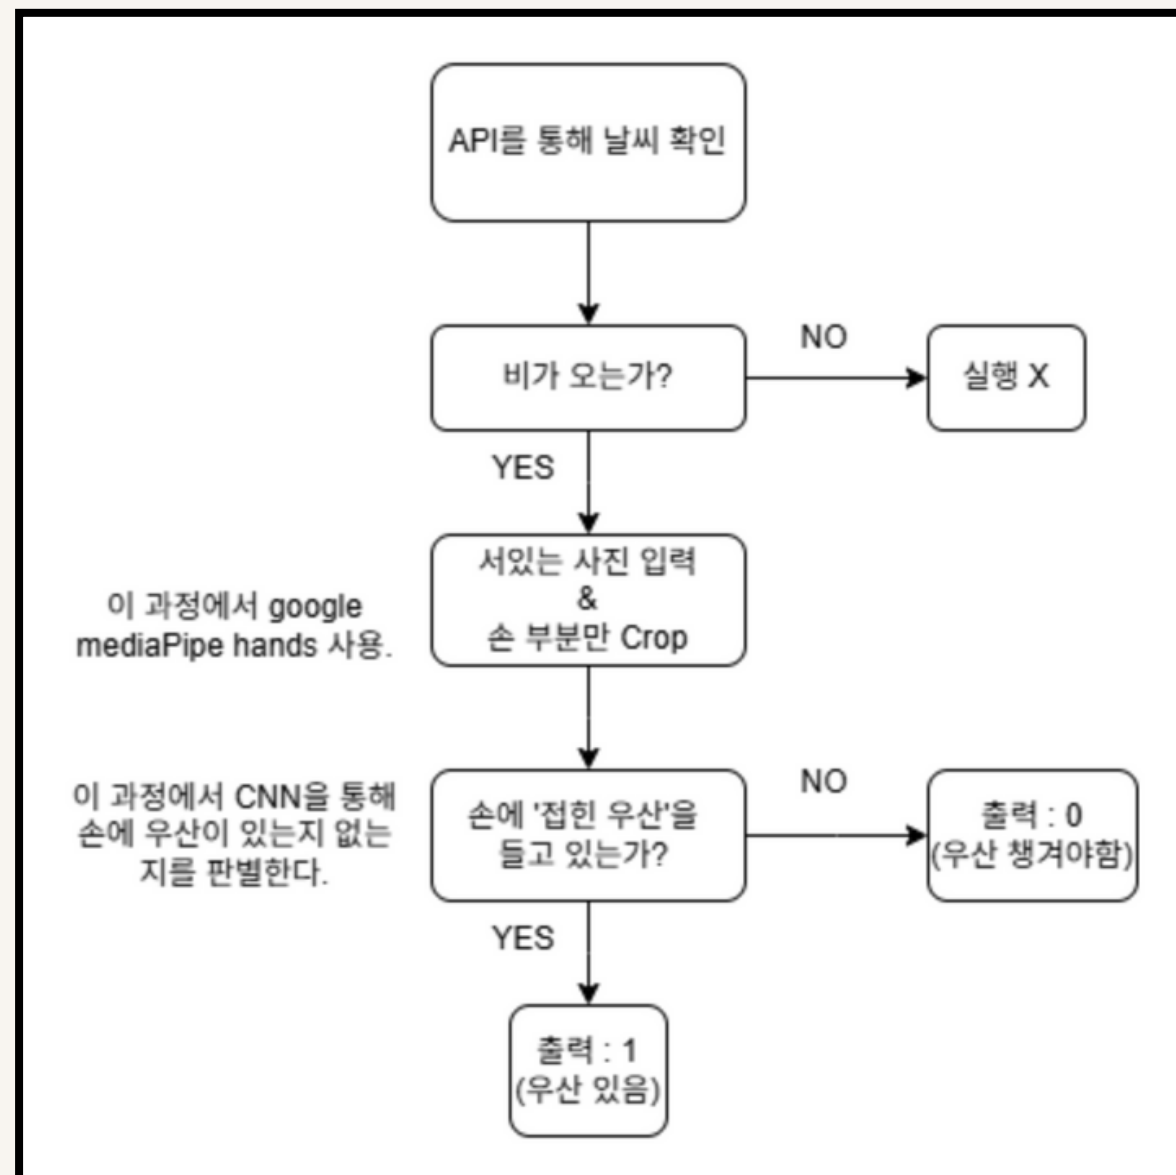 API를 통해 날씨 확인
비가 오는가?
NO
실행 X
YES
서있는 사진 입력
&
손 부분만 Crop
이 과정에서 google
mediaPipe hands 사용.
손에 '접힌 우산'을
들고 있는가?
이 과정에서 CNN을 통해
손에 우산이 있는지 없는
지를 판별한다.
NO
출력 : 0
(우산 챙겨야함)
YES
출력 : 1
(우산 있음)